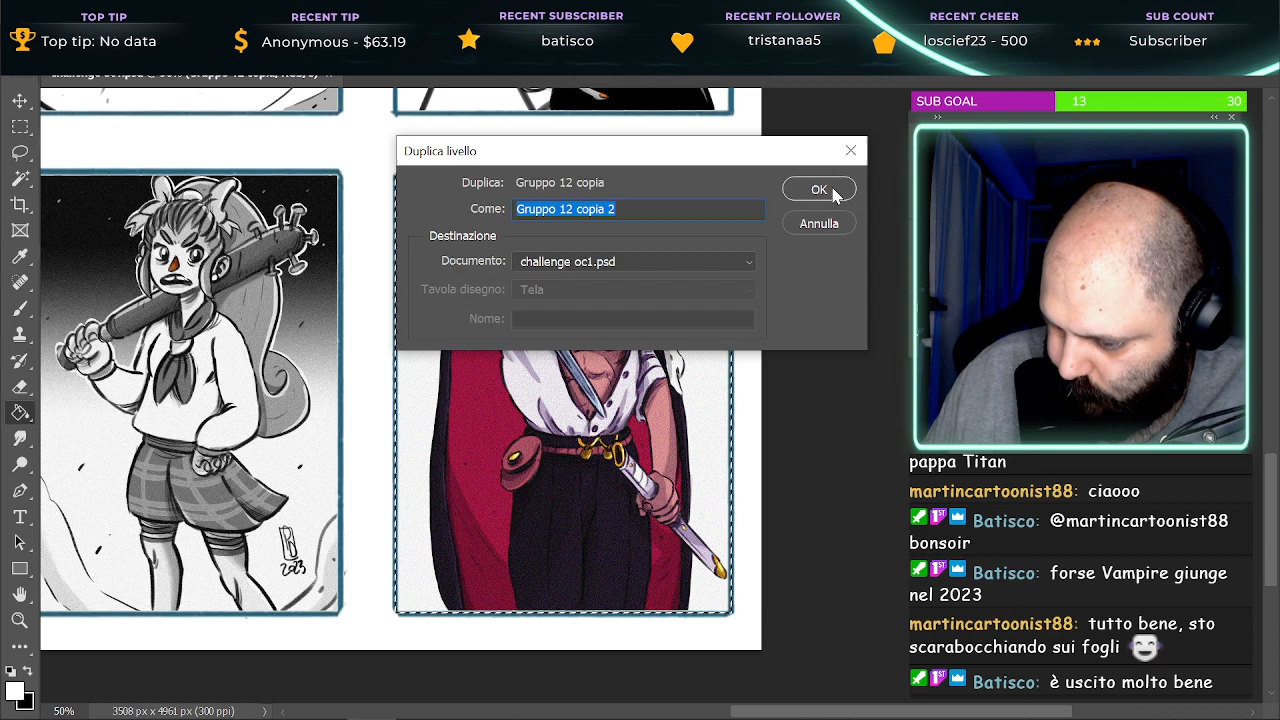 TOP TIP
Top tip: No data
RECENT TIP
Anonymous - $63.19
RECENT SUBSCRIBER
batisco
RECENT FOLLOWER
tristanaa5
RECENT CHEER
loscief23 - 500
SUB COUNT
Subscriber
SUB GOAL 13 30
Duplica livello
Duplica: Gruppo 12 copia
Come: Gruppo 12 copia 2
OK
Annulla
Destinazione
Documento: challenge oc1.psd
Tavola disegno: Tela
Nome:
2023
pappa Titan
martincartoonist88: ciaooo
1ST Batisco: @martincartoonist88
bonsoir
1ST Batisco: forse Vampire giunge
nel 2023
martincartoonist88: tutto bene, sto
scarabocchiando sui fogli
1ST Batisco: è uscito molto bene
50% 3508 px x 4961 px (300 ppi)